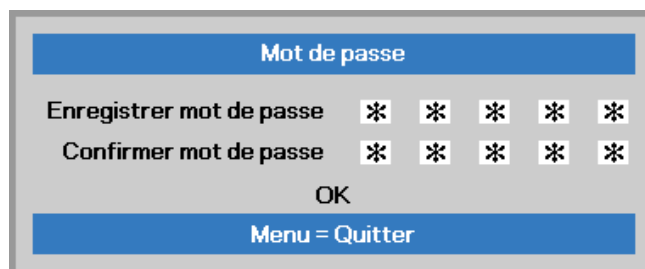 Mot de passe
Enregistrer mot de passe * * * * *
Confirmer mot de passe * * * * *
OK
Menu = Quitter